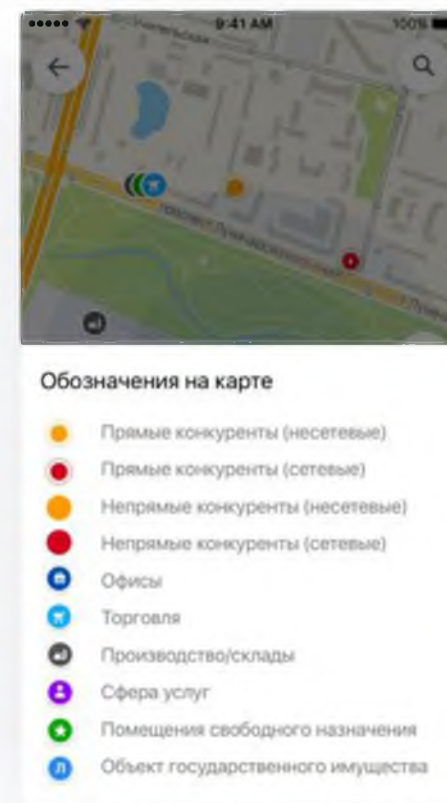 9:41 AM 100%
Обозначения на карте
Прямые конкуренты (несетевые)
Прямые конкуренты (сетевые)
Непрямые конкуренты (несетевые)
Непрямые конкуренты (сетевые)
Офисы
Торговля
Производство/склады
Сфера услуг
Помещения свободного назначения
Л Объект государственного имущества